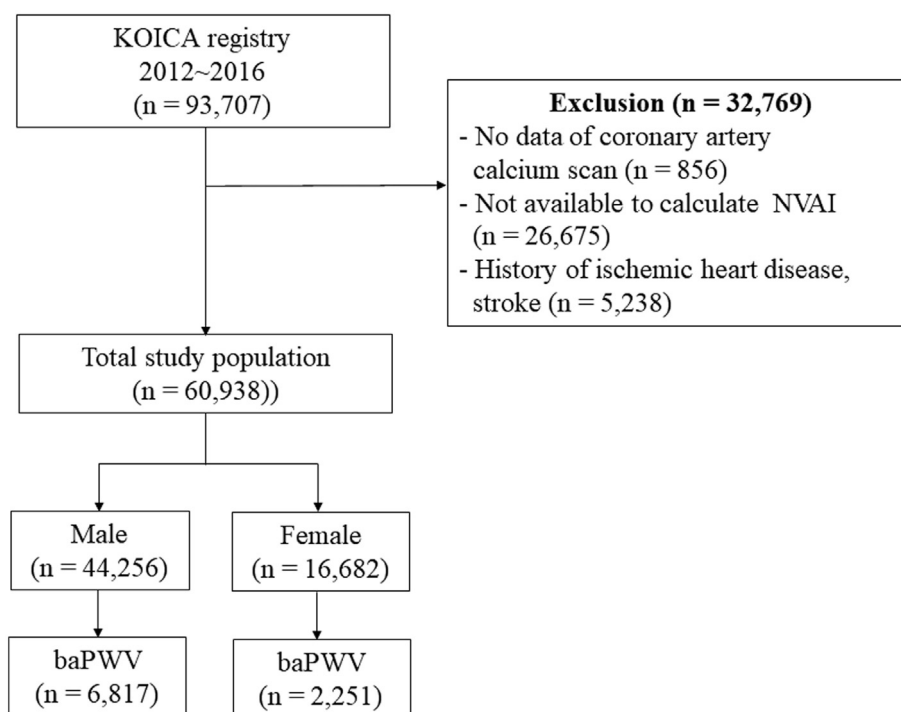 KOICA registry
2012~2016
(n = 93,707)
Exclusion (n = 32,769)
- No data of coronary artery
calcium scan (n = 856)
- Not available to calculate NVAI
(n = 26,675)
- History of ischemic heart disease,
stroke (n = 5,238)
Total study population
(n = 60,938))
Male
(n = 44,256)
Female
(n = 16,682)
baPWV
(n = 6,817)
baPWV
(n = 2,251)